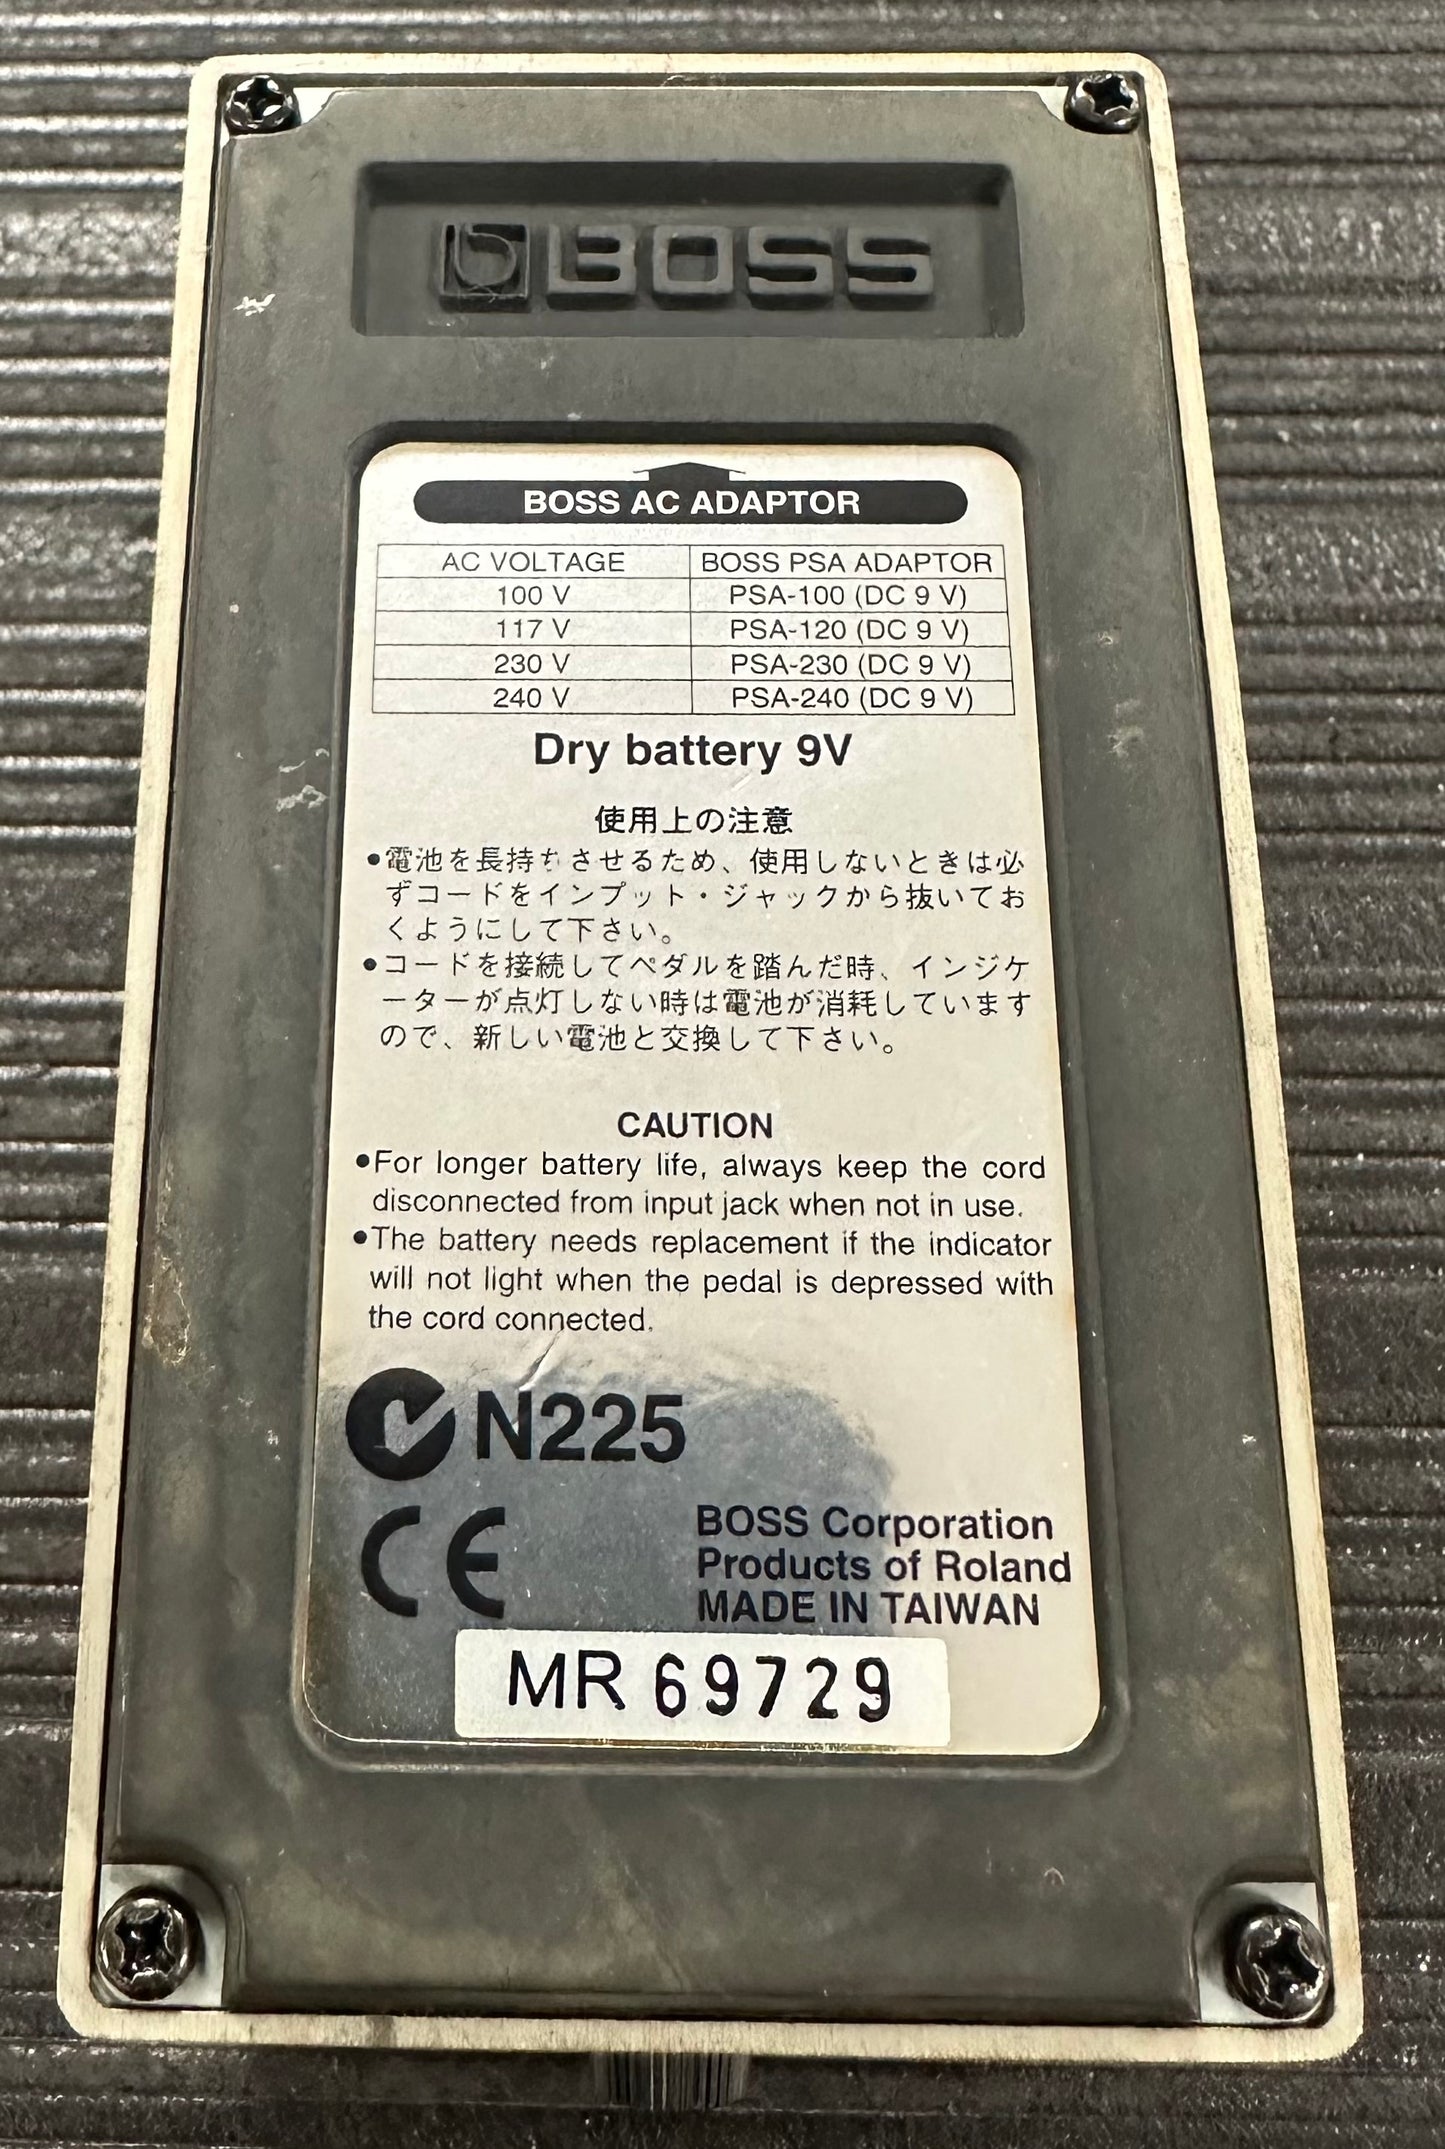 BOSS
BOSS AC ADAPTOR
AC VOLTAGE BOSS PSA ADAPTOR
100 V PSA-100 (DC 9 V)
117 V PSA-120 (DC 9 V)
230 V PSA-230 (DC 9 V)
240 V PSA-240 (DC 9 V)
Dry battery 9V
使用上の注意
●電池を長持ちさせるため、使用しないときは必
ずコードをインプット・ジャックから抜いてお
くようにして下さい。
●コードを接続してペダルを踏んだ時、インジケ
ーターが点灯しない時は電池が消耗しています
ので、新しい電池と交換して下さい。
CAUTION
●For longer battery life, always keep the cord
disconnected from input jack when not in use.
●The battery needs replacement if the indicator
will not light when the pedal is depressed with
the cord connected.
N225
CE
BOSS Corporation
Products of Roland
MADE IN TAIWAN
MR 69729